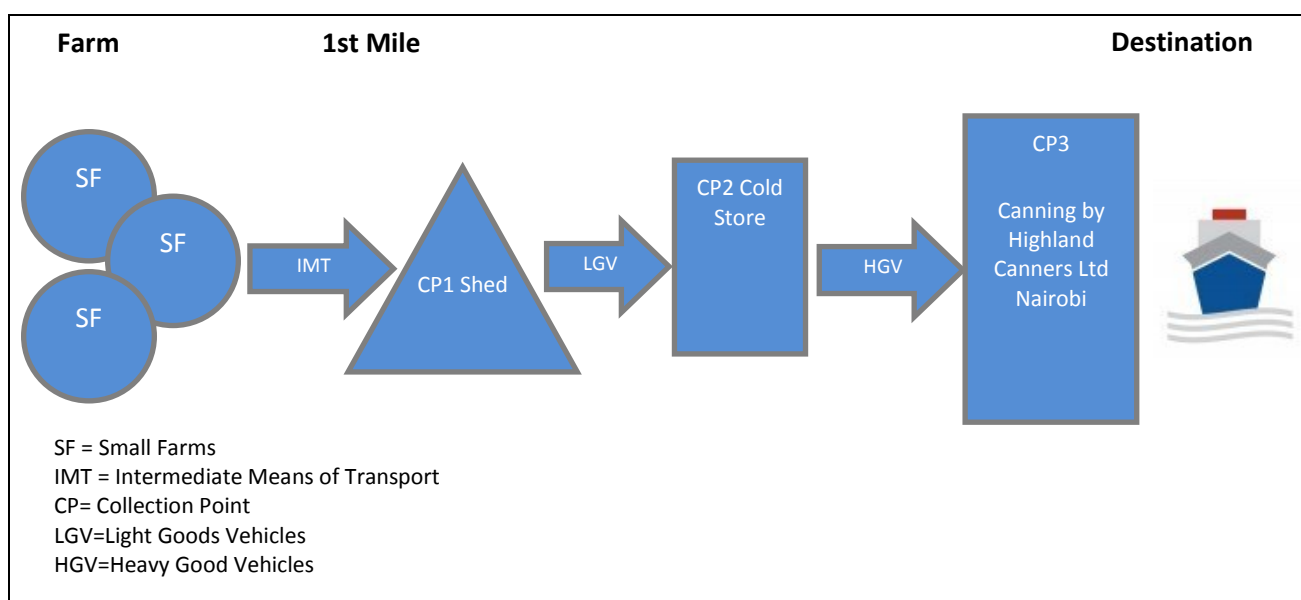 Farm
1st Mile
Destination
SF
SF
SF
IMT
CP1 Shed
LGV
CP2 Cold
Store
HGV
CP3
Canning by
Highland
Canners Ltd
Nairobi
SF = Small Farms
IMT = Intermediate Means of Transport
CP= Collection Point
LGV=Light Goods Vehicles
HGV=Heavy Good Vehicles